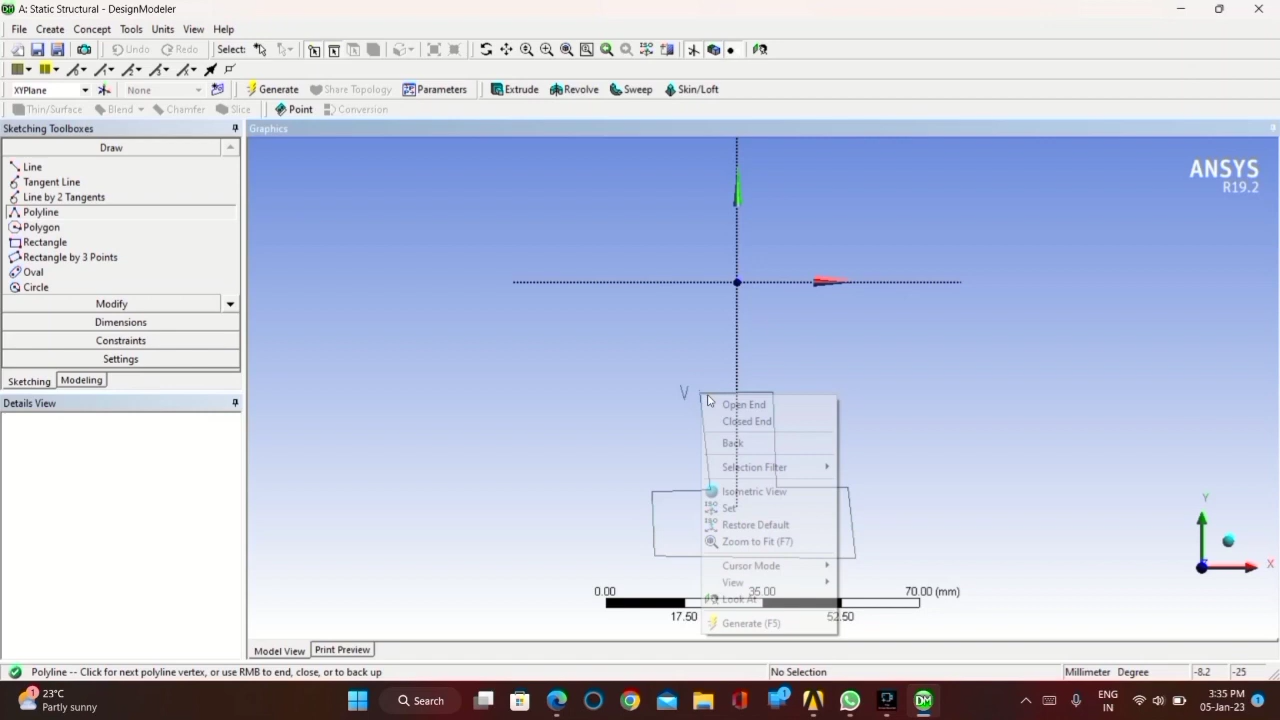 A: Static Structural - DesignModeler
File Create Concept Tools Units View Help
Undo Redo Select:
XYPlane None Generate Share Topology Parameters Extrude Revolve Sweep Skin/Loft
Thin/Surface Blend Chamfer Slice Point Conversion
Sketching Toolboxes
Draw
Line
Tangent Line
Line by 2 Tangents
Polyline
Polygon
Rectangle
Rectangle by 3 Points
Oval
Circle
Modify
Dimensions
Constraints
Settings
Sketching Modeling
Details View
Graphics
ANSYS
R19.2
V
Open End
Closed End
Back
Selection Filter
Isometric View
ISO Set
ISO Restore Default
Zoom to Fit (F7)
Cursor Mode
View
Look At
Generate (F5)
0.00 35.00 70.00 (mm)
17.50 52.50
Y
X
Model View Print Preview
Polyline -- Click for next polyline vertex, or use RMB to end, close, or to back up No Selection Millimeter Degree -8.2 -25
1 23°C
Partly sunny
Search
1
DM
ENG
IN
3:35 PM
05-Jan-23